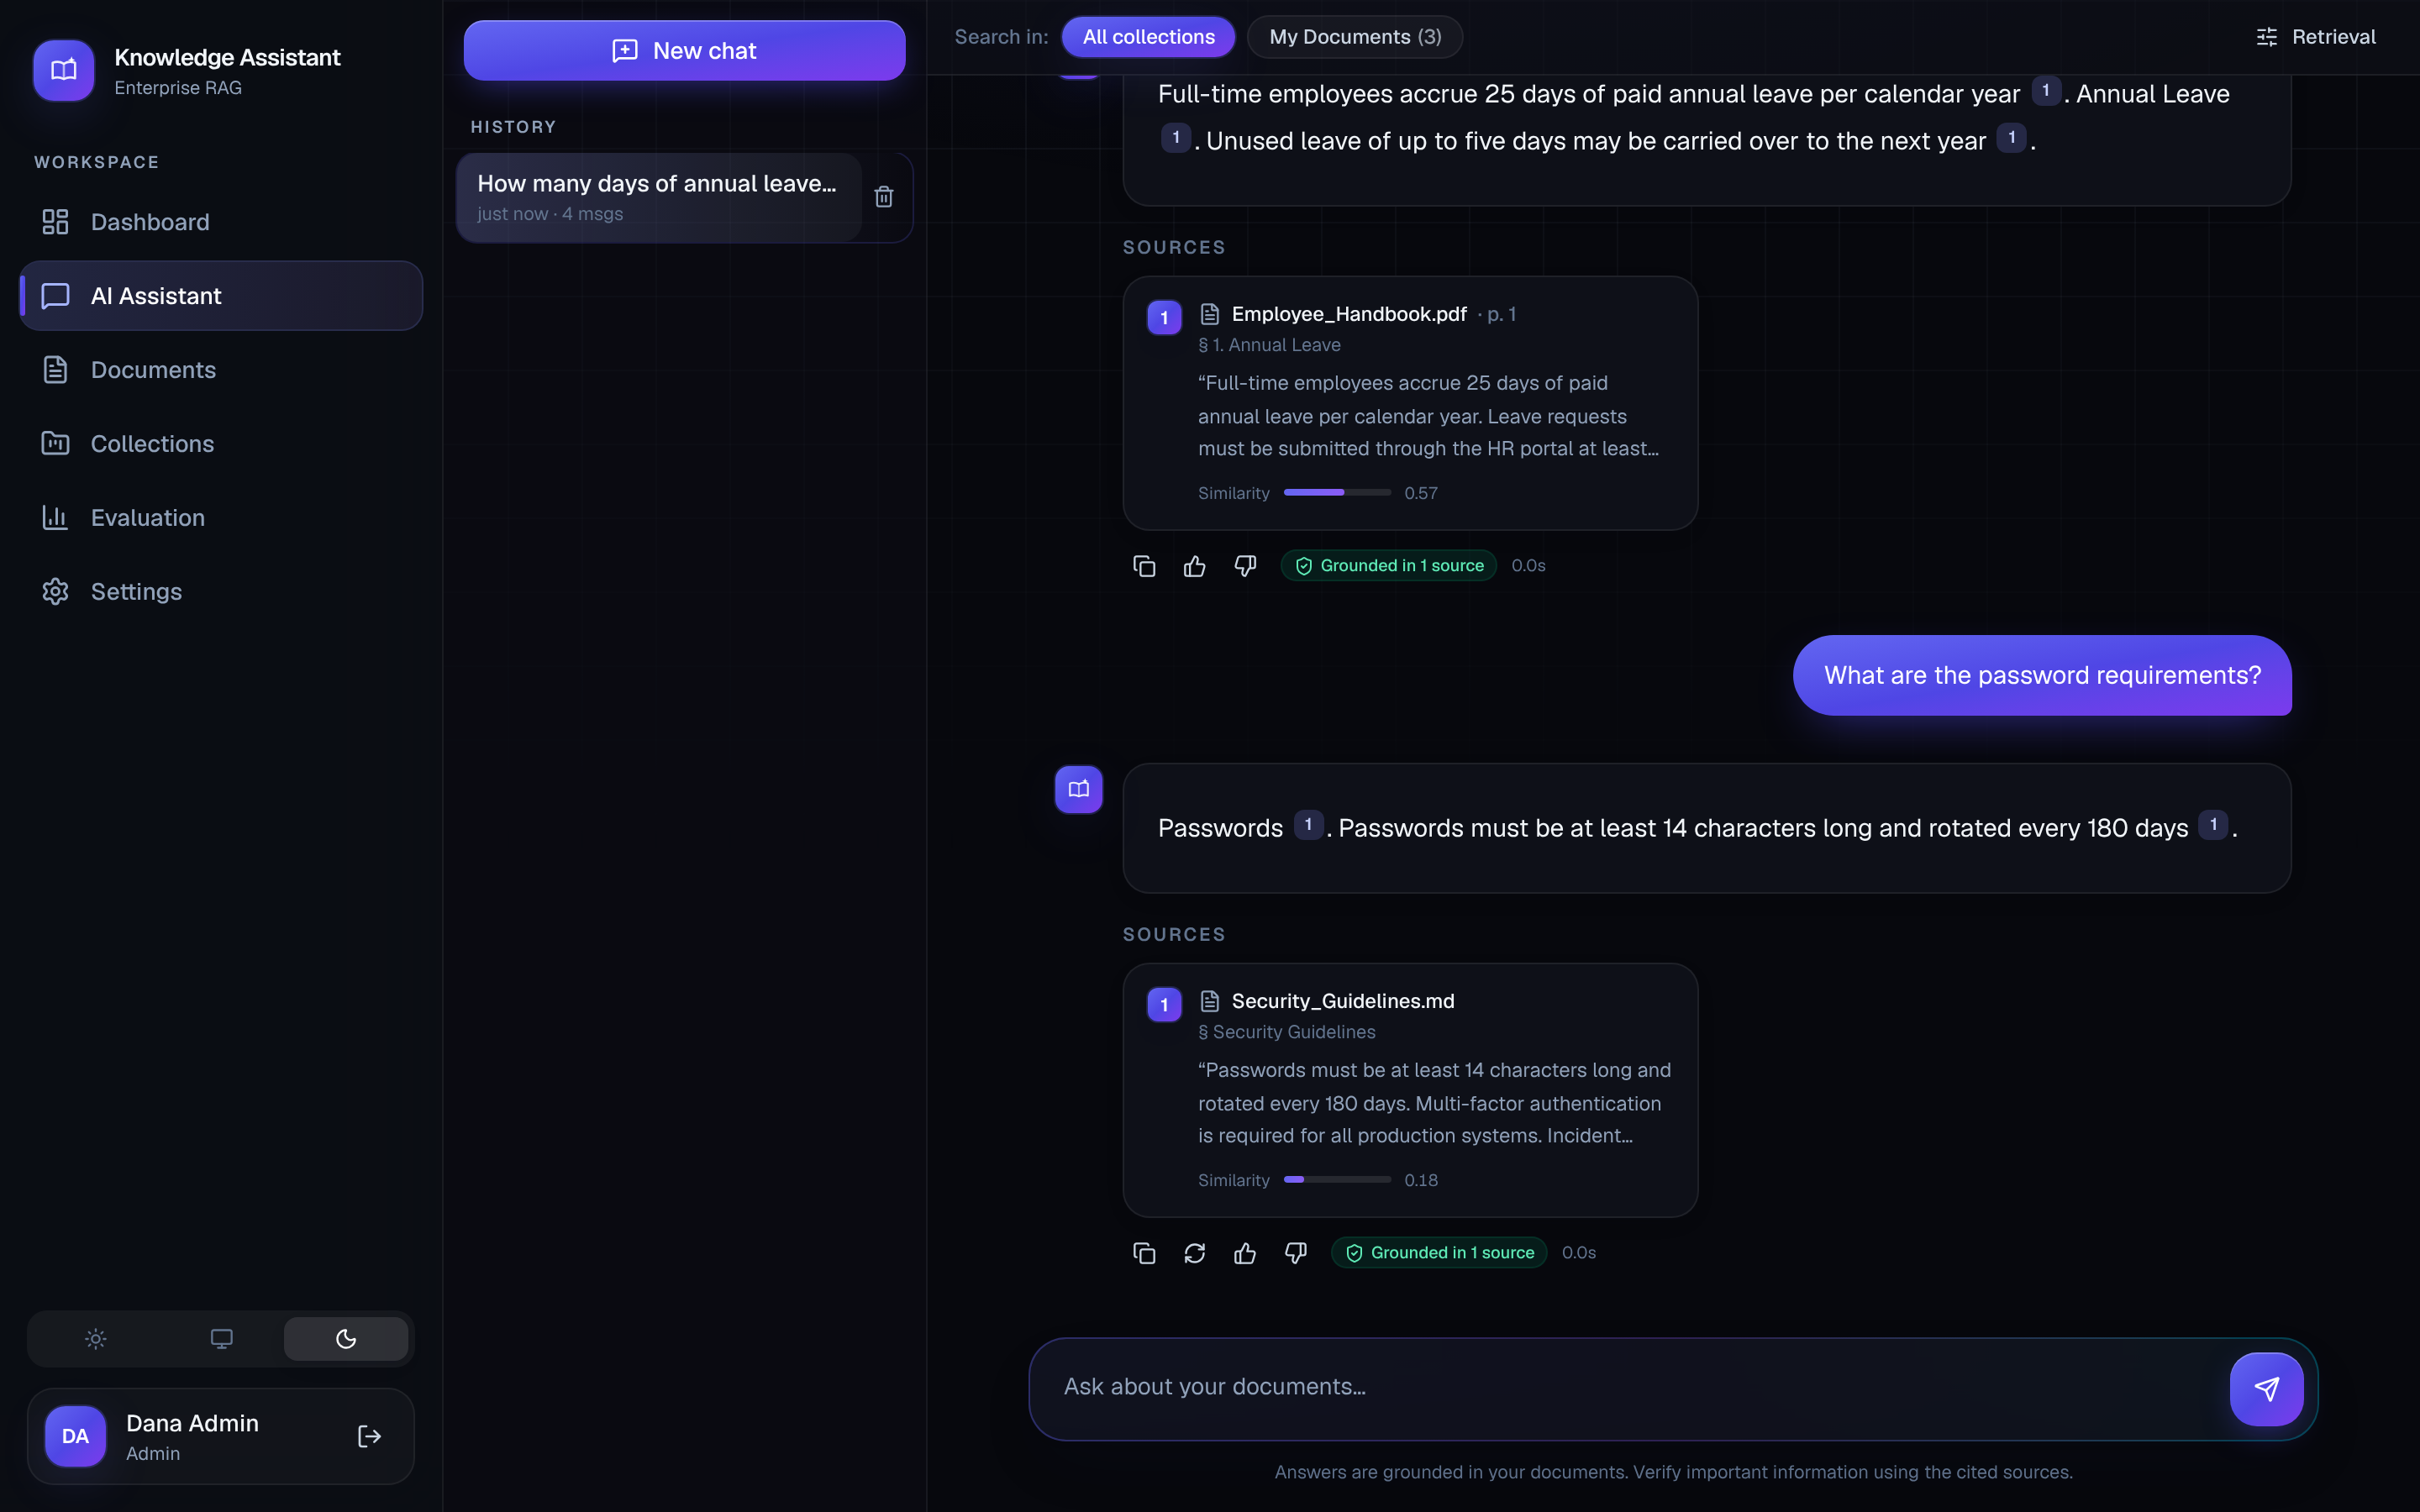 Knowledge Assistant
Enterprise RAG
WORKSPACE
Dashboard
AI Assistant
Documents
Collections
Evaluation
Settings
DA
Dana Admin
Admin
New chat
HISTORY
How many days of annual leave...
just now · 4 msgs
Search in:
All collections
My Documents (3)
Retrieval
Full-time employees accrue 25 days of paid annual leave per calendar year 1. Annual Leave
1. Unused leave of up to five days may be carried over to the next year 1.
SOURCES
1
Employee_Handbook.pdf · p. 1
§ 1. Annual Leave
“Full-time employees accrue 25 days of paid
annual leave per calendar year. Leave requests
must be submitted through the HR portal at least...
Similarity 0.57
Grounded in 1 source
0.0s
What are the password requirements?
Passwords 1. Passwords must be at least 14 characters long and rotated every 180 days 1.
SOURCES
1
Security_Guidelines.md
§ Security Guidelines
“Passwords must be at least 14 characters long and
rotated every 180 days. Multi-factor authentication
is required for all production systems. Incident...
Similarity 0.18
Grounded in 1 source
0.0s
Ask about your documents...
Answers are grounded in your documents. Verify important information using the cited sources.